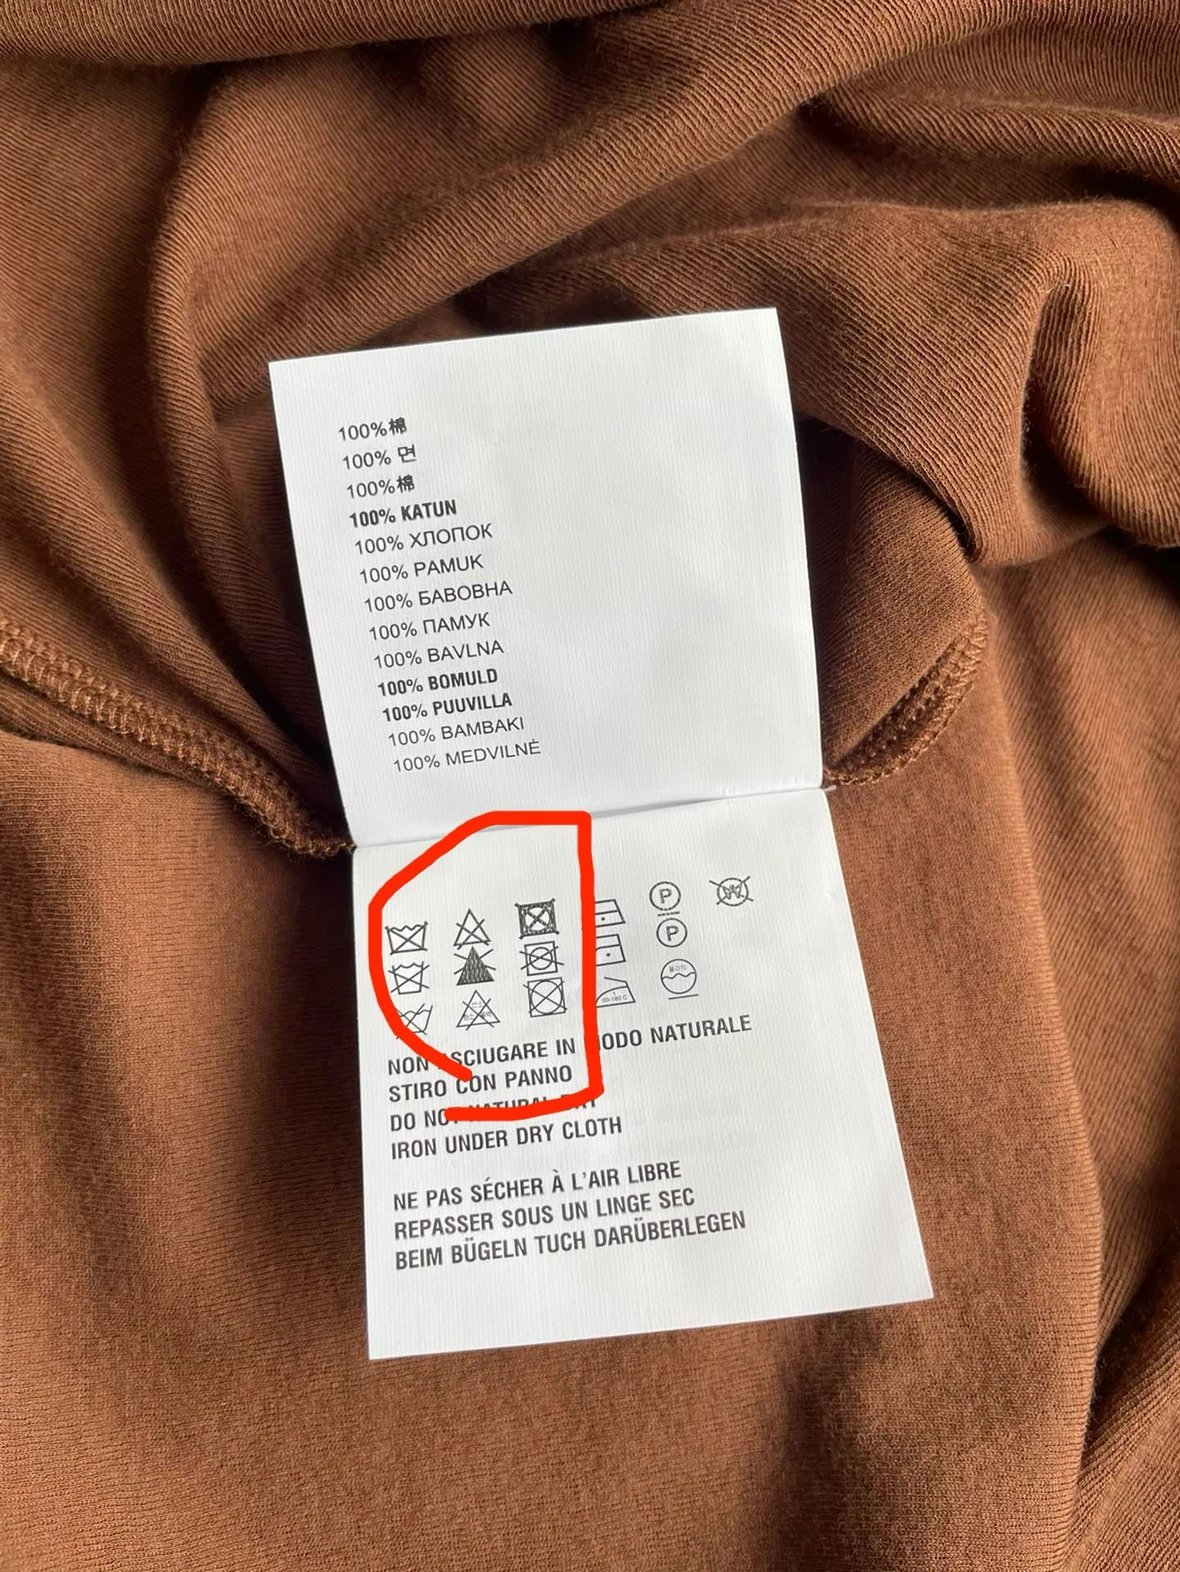 100%棉
100% 면
100%棉
100% KATUN
100% ХЛОПОК
100% PAMUK
100% БАВОВНА
100% ПАМУК
100% BAVLNA
100% BOMULD
100% PUUVILLA
100% BAMBAKI
100% MEDVILNĖ
P
W
P
NON ASCIUGARE IN MODO NATURALE
STIRO CON PANNO
DO NOT NATURAL DRY
IRON UNDER DRY CLOTH
NE PAS SÉCHER À L'AIR LIBRE
REPASSER SOUS UN LINGE SEC
BEIM BÜGELN TUCH DARÜBERLEGEN